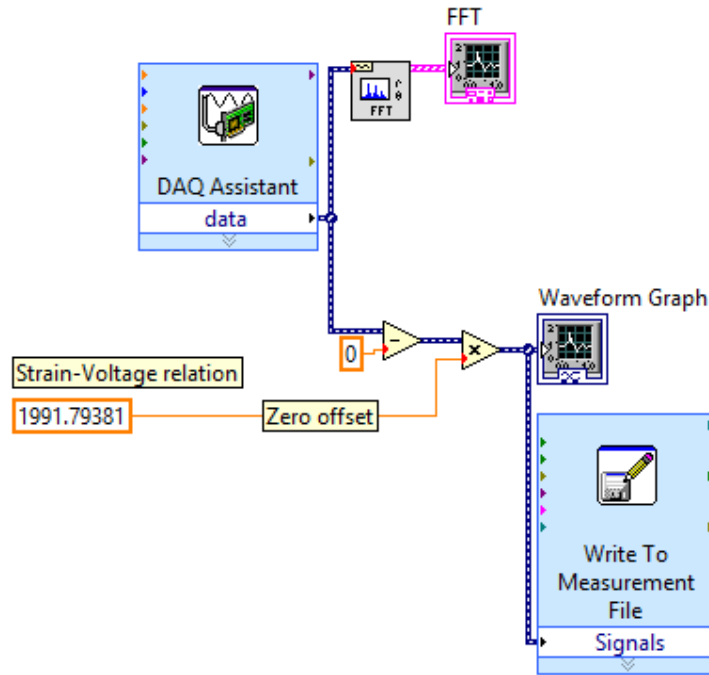 FFT
FFT
DAQ Assistant
data
Waveform Graph
0
Strain-Voltage relation
1991.79381
Zero offset
Write To
Measurement
File
Signals